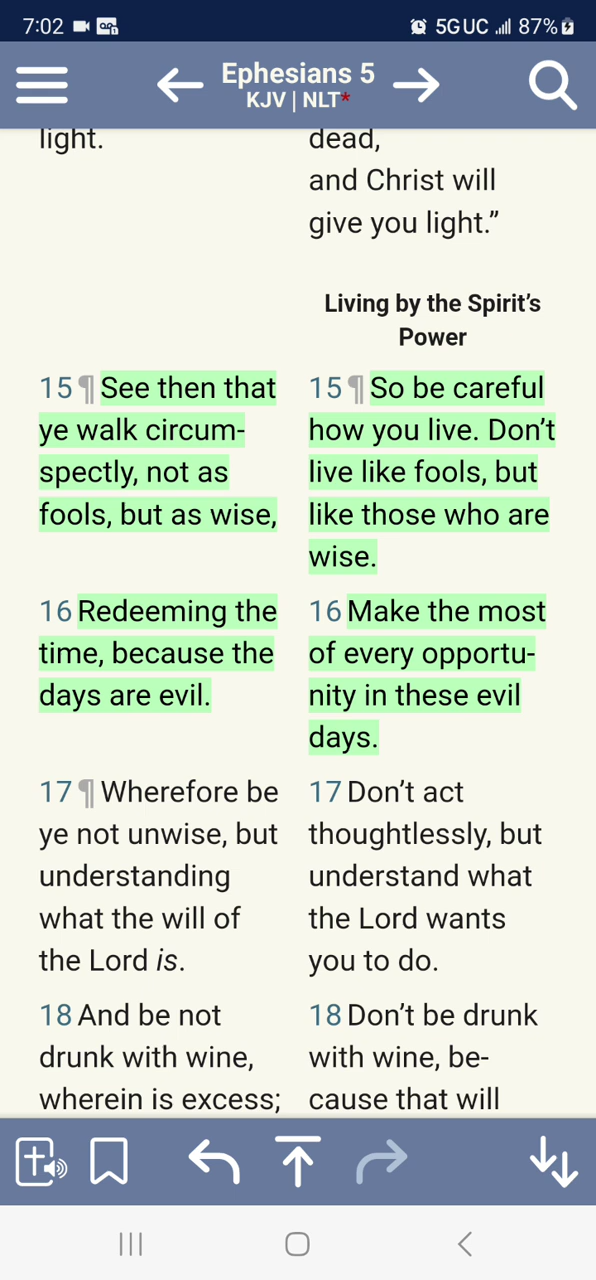 7:02
5G UC 87%
Ephesians 5
KJV | NLT*
light.
See then that
15 ¶ See then that
ye walk circum-
spectly, not as
fools, but as wise,
16 Redeeming the
time, because the
days are evil.
17 ¶ Wherefore be
ye not unwise, but
understanding
what the will of
the Lord is.
18 And be not
drunk with wine,
wherein is excess;
dead,
and Christ will
give you light.”
Living by the Spirit’s
Power
15 ¶ So be careful
how you live. Don’t
live like fools, but
like those who are
wise.
16 Make the most
of every opportu-
nity in these evil
days.
17 Don’t act
thoughtlessly, but
understand what
the Lord wants
you to do.
18 Don’t be drunk
with wine, be-
cause that will